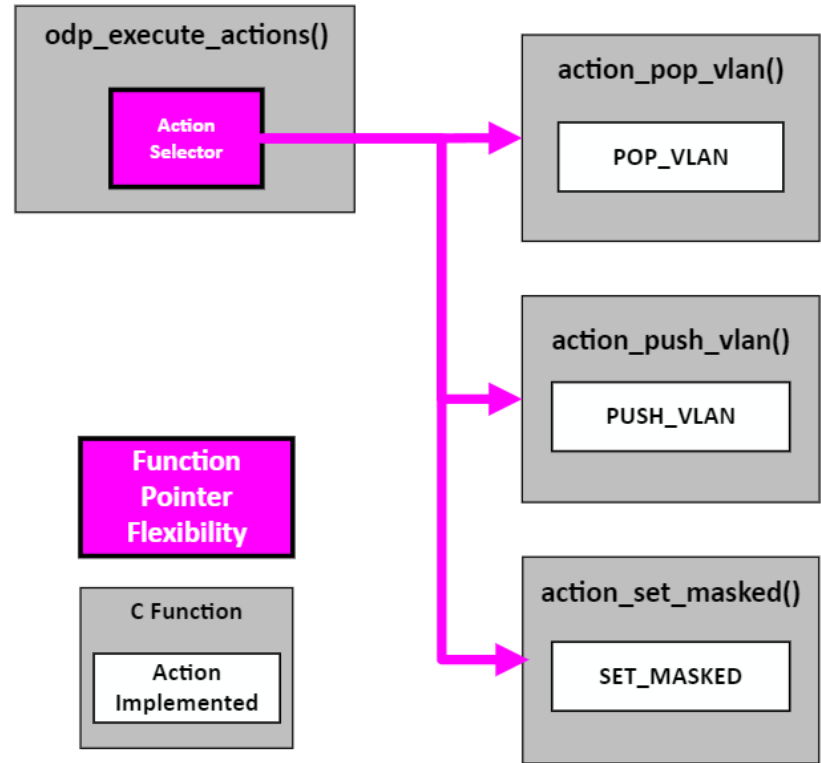 odp_execute_actions()
Action
Selector
action_pop_vlan()
POP_VLAN
action_push_vlan()
PUSH_VLAN
action_set_masked()
SET_MASKED
Function
Pointer
Flexibility
C Function
Action
Implemented